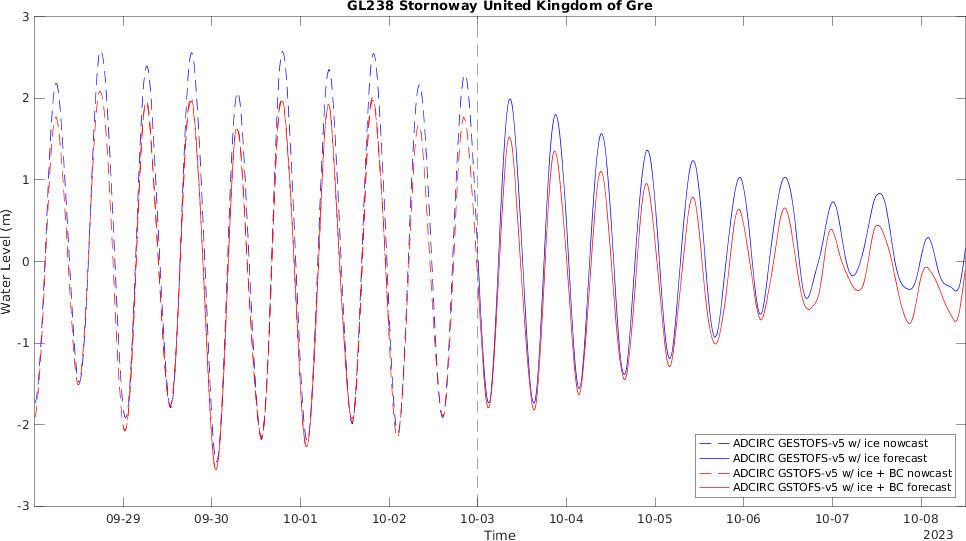 GL238 Stornoway United Kingdom of Gre
3
2
1
0
-1
-2
-3
Water Level (m)
09-29 09-30 10-01 10-02 10-03 10-04 10-05 10-06 10-07 10-08
Time
2023
ADCIRC GESTOFS-v5 w/ ice nowcast
ADCIRC GESTOFS-v5 w/ ice forecast
ADCIRC GSTOFS-v5 w/ ice + BC nowcast
ADCIRC GSTOFS-v5 w/ ice + BC forecast